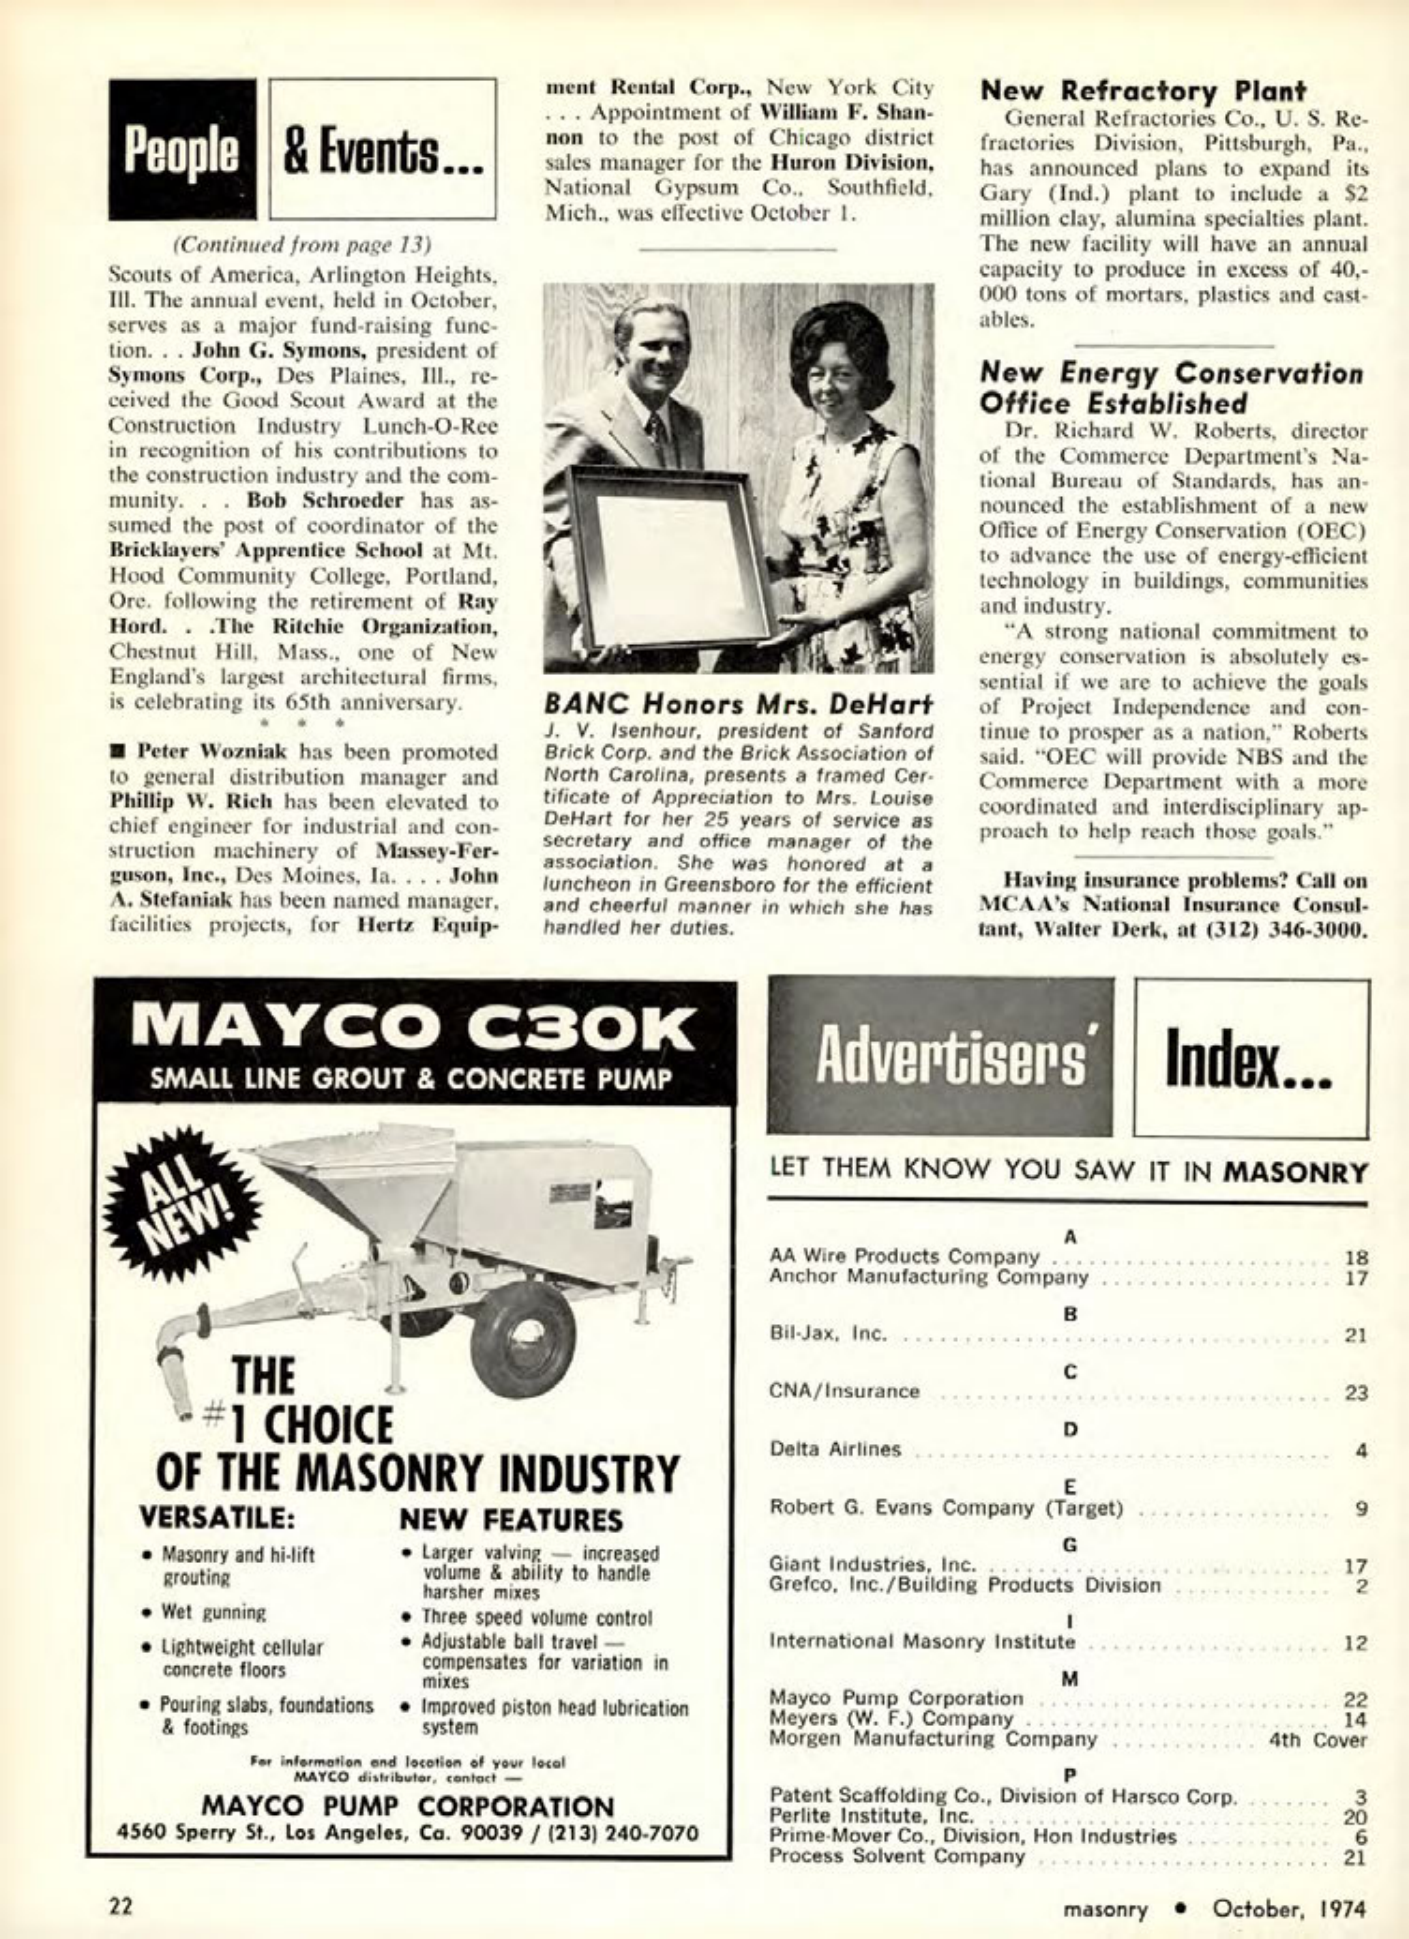 People & Events...
(Continued from page 13)
Scouts of America, Arlington Heights,
Ill. The annual event, held in October,
serves as a major fund-raising func-
tion. . . John G. Symons, president of
Symons Corp., Des Plaines, Ill., re-
ceived the Good Scout Award at the
Construction Industry Lunch-O-Ree
in recognition of his contributions to
the construction industry and the com-
munity. . . Bob Schroeder has as-
sumed the post of coordinator of the
Bricklayers' Apprentice School at Mt.
Hood Community College, Portland,
Ore. following the retirement of Ray
Hord. . .The Ritchie Organization,
Chestnut Hill, Mass., one of New
England's largest architectural firms,
is celebrating its 65th anniversary.
* * *
■ Peter Wozniak has been promoted
to general distribution manager and
Phillip W. Rich has been elevated to
chief engineer for industrial and con-
struction machinery of Massey-Fer-
guson, Inc., Des Moines, Ia. . . . John
A. Stefaniak has been named manager,
facilities projects, for Hertz Equip-
ment Rental Corp., New York City
. . . Appointment of William F. Shan-
non to the post of Chicago district
sales manager for the Huron Division,
National Gypsum Co., Southfield,
Mich., was effective October 1.
BANC Honors Mrs. DeHart
J. V. Isenhour, president of Sanford
Brick Corp. and the Brick Association of
North Carolina, presents a framed Cer-
tificate of Appreciation to Mrs. Louise
DeHart for her 25 years of service as
secretary and office manager of the
association. She was honored at a
luncheon in Greensboro for the efficient
and cheerful manner in which she has
handled her duties.
New Refractory Plant
General Refractories Co., U. S. Re-
fractories Division, Pittsburgh, Pa.,
has announced plans to expand its
Gary (Ind.) plant to include a $2
million clay, alumina specialties plant.
The new facility will have an annual
capacity to produce in excess of 40,-
000 tons of mortars, plastics and cast-
ables.
New Energy Conservation
Office Established
Dr. Richard W. Roberts, director
of the Commerce Department's Na-
tional Bureau of Standards, has an-
nounced the establishment of a new
Office of Energy Conservation (OEC)
to advance the use of energy-efficient
technology in buildings, communities
and industry.
"A strong national commitment to
energy conservation is absolutely es-
sential if we are to achieve the goals
of Project Independence and con-
tinue to prosper as a nation," Roberts
said. "OEC will provide NBS and the
Commerce Department with a more
coordinated and interdisciplinary ap-
proach to help reach those goals."
Having insurance problems? Call on
MCAA's National Insurance Consul-
tant, Walter Derk, at (312) 346-3000.
MAYCO C30K
SMALL LINE GROUT & CONCRETE PUMP
ALL
NEW!
THE
#1 CHOICE
OF THE MASONRY INDUSTRY
VERSATILE:
• Masonry and hi-lift
grouting
• Wet gunning
• Lightweight cellular
concrete floors
• Pouring slabs, foundations
& footings
NEW FEATURES
• Larger valving — increased
volume & ability to handle
harsher mixes
• Three speed volume control
• Adjustable ball travel —
compensates for variation in
mixes
• Improved piston head lubrication
system
For information and location of your local
MAYCO distributor, contact —
MAYCO PUMP CORPORATION
4560 Sperry St., Los Angeles, Ca. 90039 / (213) 240-7070
Advertisers' Index...
LET THEM KNOW YOU SAW IT IN MASONRY
A
AA Wire Products Company . . . . . . . . . . 18
Anchor Manufacturing Company . . . . . . . . . . 17
B
Bil-Jax, Inc. . . . . . . . . . . 21
C
CNA/Insurance . . . . . . . . . . 23
D
Delta Airlines . . . . . . . . . . 4
E
Robert G. Evans Company (Target) . . . . . . . . . . 9
G
Giant Industries, Inc. . . . . . . . . . . 17
Grefco, Inc./Building Products Division . . . . . . . . . . 2
I
International Masonry Institute . . . . . . . . . . 12
M
Mayco Pump Corporation . . . . . . . . . . 22
Meyers (W. F.) Company . . . . . . . . . . 14
Morgen Manufacturing Company . . . . . . . . . . 4th Cover
P
Patent Scaffolding Co., Division of Harsco Corp. . . . . . . . . 3
Perlite Institute, Inc. . . . . . . . . . . 20
Prime-Mover Co., Division, Hon Industries . . . . . . . . . . 6
Process Solvent Company . . . . . . . . . . 21
22
masonry • October, 1974